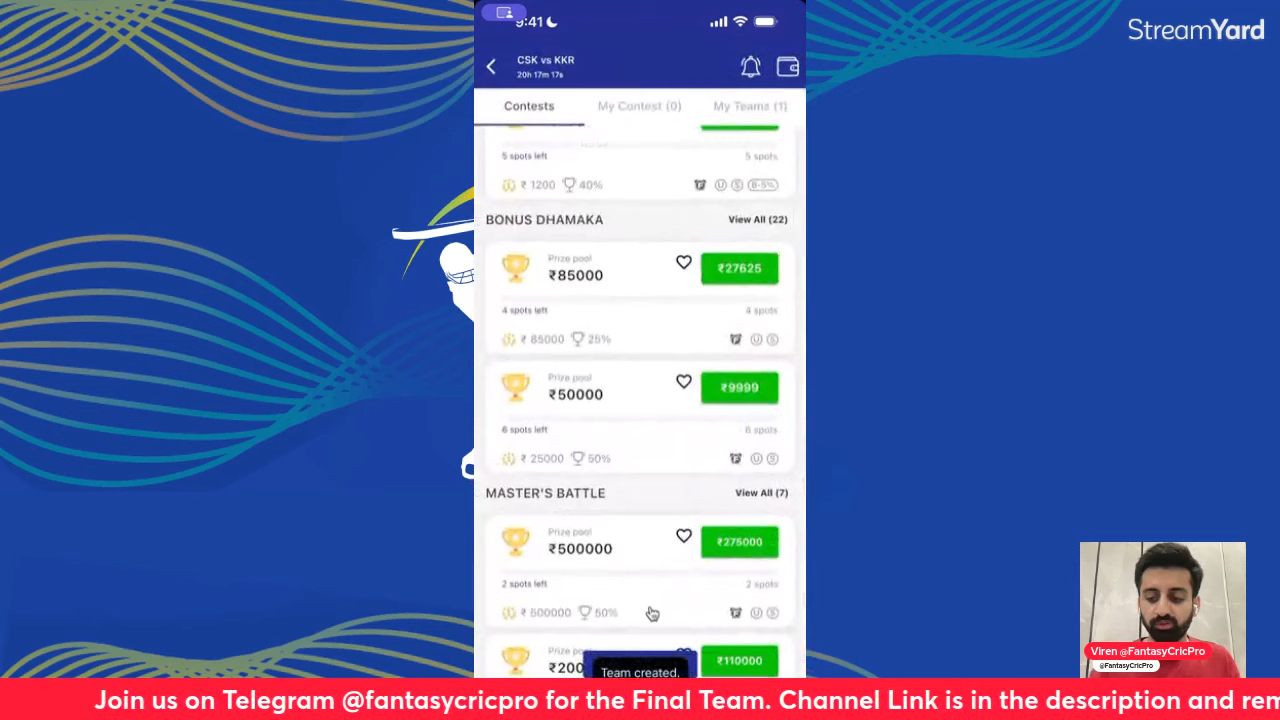 StreamYard
9:41
CSK vs KKR
20h 17m 17s
Contests My Contest (0) My Teams (1)
5 spots left 5 spots
₹ 1200 40% U S
BONUS DHAMAKA View All (22)
Prize pool
₹85000 ₹27625
4 spots left 4 spots
₹ 85000 25% U S
Prize pool
₹50000 ₹9999
6 spots left 6 spots
₹ 25000 50% U S
MASTER'S BATTLE View All (7)
Prize pool
₹500000 ₹275000
2 spots left 2 spots
₹ 500000 50% U S
Prize ₹110000
Team created.
Viren @FantasyCricPro
@FantasyCricPro
Join us on Telegram @fantasycricpro for the Final Team. Channel Link is in the description and